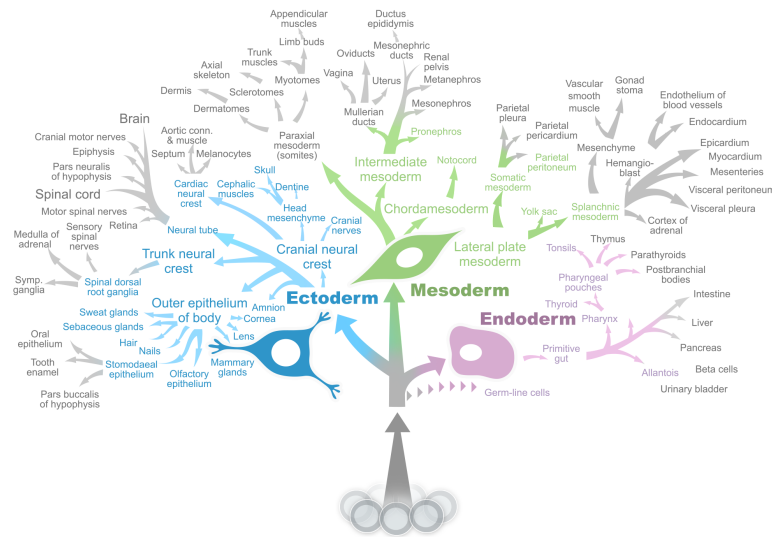 Appendicular
muscles
Limb buds
Trunk
muscles
Axial
skeleton
Myotomes
Sclerotomes
Dermis
Dermatomes
Paraxial
mesoderm
(somites)
Ductus
epididymis
Oviducts
Mesonephric
ducts
Renal
pelvis
Vagina
Uterus
Metanephros
Mullerian
ducts
Mesonephros
Pronephros
Intermediate
mesoderm
Notocord
Chordamesoderm
Parietal
pleura
Parietal
pericardium
Parietal
peritoneum
Somatic
mesoderm
Yolk sac
Lateral plate
mesoderm
Splanchnic
mesoderm
Vascular
smooth
muscle
Gonad
stoma
Mesenchyme
Hemangio-
blast
Endothelium of
blood vessels
Endocardium
Epicardium
Myocardium
Mesenteries
Visceral peritoneum
Visceral pleura
Cortex of
adrenal
Brain
Cranial motor nerves
Epiphysis
Pars neuralis
of hypophysis
Spinal cord
Motor spinal nerves
Retina
Neural tube
Aortic conn.
& muscle
Septum
Melanocytes
Cardiac
neural
crest
Skull
Cephalic
muscles
Dentine
Head
mesenchyme
Cranial
nerves
Cranial neural
crest
Medulla of
adrenal
Sensory
spinal
nerves
Trunk neural
crest
Symp.
ganglia
Spinal dorsal
root ganglia
Outer epithelium
of body
Amnion
Cornea
Lens
Sweat glands
Sebaceous glands
Hair
Nails
Oral
epithelium
Tooth
enamel
Stomodaeal
epithelium
Olfactory
epithelium
Mammary
glands
Pars buccalis
of hypophysis
Ectoderm
Mesoderm
Endoderm
Tonsils
Thymus
Parathyroids
Postbranchial
bodies
Pharyngeal
pouches
Thyroid
Pharynx
Primitive
gut
Intestine
Liver
Pancreas
Allantois
Beta cells
Urinary bladder
Germ-line cells